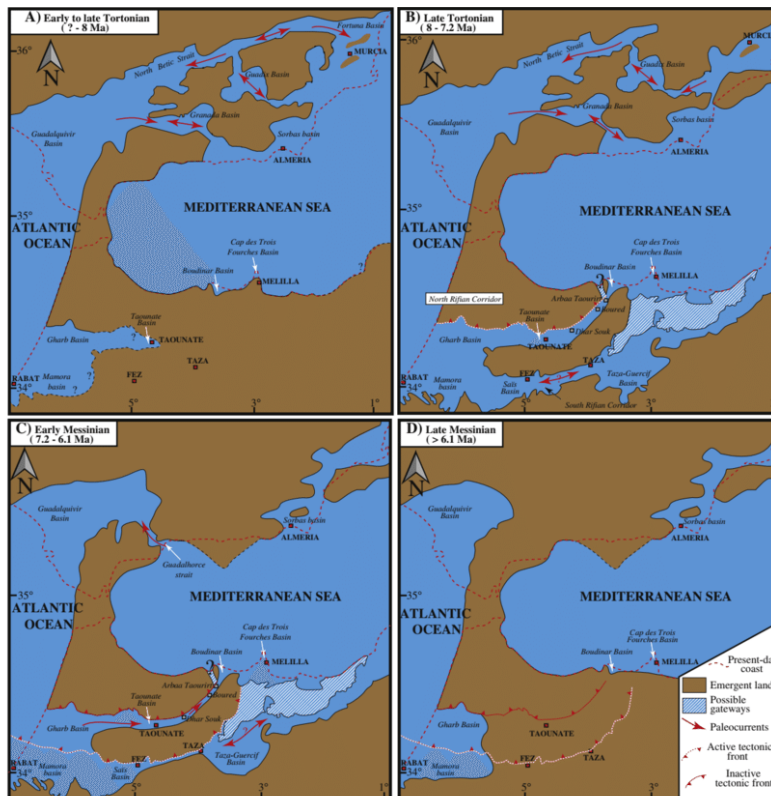 A) Early to late Tortonian
( ? - 8 Ma)
Fortuna Basin
36°
N
North Betic Strait
MURCIA
Guadix Basin
Granada Basin
Guadalquivir
Basin
Sorbas basin
ALMERIA
35°
MEDITERRANEAN SEA
ATLANTIC
OCEAN
Cap des Trois
Fourches Basin
Boudinar Basin
?
MELILLA
?
Taounate
Basin
Gharb Basin
?
TAOUNATE
TAZA
Mamora
basin
?
FEZ
RABAT
34°
5°
3°
1°
B) Late Tortonian
(8 - 7.2 Ma)
MURCIA
36°
N
North Betic Strait
Guadix Basin
Granada Basin
Guadalquivir
Basin
Sorbas basin
ALMERIA
35°
MEDITERRANEAN SEA
ATLANTIC
OCEAN
Cap des Trois
Fourches Basin
Boudinar Basin
?
MELILLA
Arbaa Taourirt
North Rifian Corridor
Boured
Taounate
Basin
Dhar Souk
Gharb Basin
TAOUNATE
TAZA
FEZ
Taza-Guercif
Basin
RABAT
Mamora
basin
Saïs
Basin
34°
South Rifian Corridor
5°
3°
C) Early Messinian
(7.2 - 6.1 Ma)
N
Guadalquivir
Basin
Sorbas basin
ALMERIA
Guadalhorce
strait
35°
MEDITERRANEAN SEA
ATLANTIC
OCEAN
Cap des Trois
Fourches Basin
Boudinar Basin
?
MELILLA
Arbaa Taourirt
Taounate
Basin
Boured
Dhar Souk
Gharb Basin
TAOUNATE
?
TAZA
RABAT
FEZ
Taza-Guercif
Basin
Mamora
basin
Saïs
Basin
34°
5°
3°
D) Late Messinian
(> 6.1 Ma)
N
Guadalquivir
Basin
Sorbas basin
ALMERIA
35°
MEDITERRANEAN SEA
ATLANTIC
OCEAN
Cap des Trois
Fourches Basin
Boudinar Basin
MELILLA
Gharb Basin
TAOUNATE
TAZA
RABAT
FEZ
Mamora
basin
34°
5°
3°
Present-da
coast
Emergent land
Possible
gateways
Paleocurrents
Active tectonic
front
Inactive
tectonic front